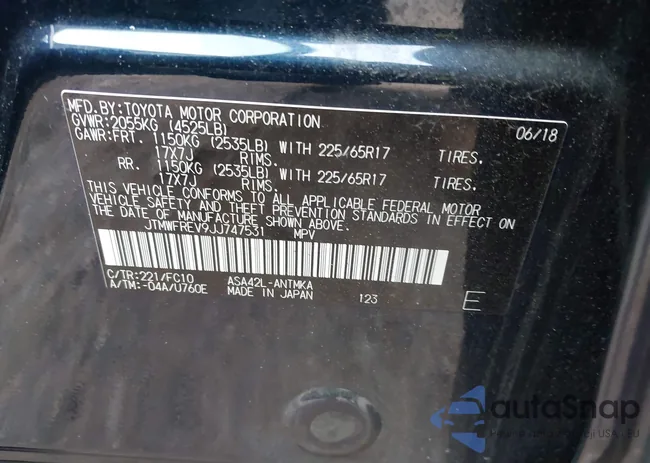 MFD.BY:TOYOTA MOTOR CORPORATION 06/18
GVWR:2055KG (4525LB)
GAWR:FRT. 1150KG (2535LB) WITH 225/65R17 TIRES.
17X7J RIMS.
RR. 1150KG (2535LB) WITH 225/65R17 TIRES.
17X7J RIMS.
THIS VEHICLE CONFORMS TO ALL APPLICABLE FEDERAL MOTOR
VEHICLE SAFETY AND THEFT PREVENTION STANDARDS IN EFFECT ON
THE DATE OF MANUFACTURE SHOWN ABOVE.
JTMWFREV9JJ747531 MPV
C/TR:221/FC10 ASA42L-ANTMKA
A/TM:-04A/U760E MADE IN JAPAN 123 E
autoSnap